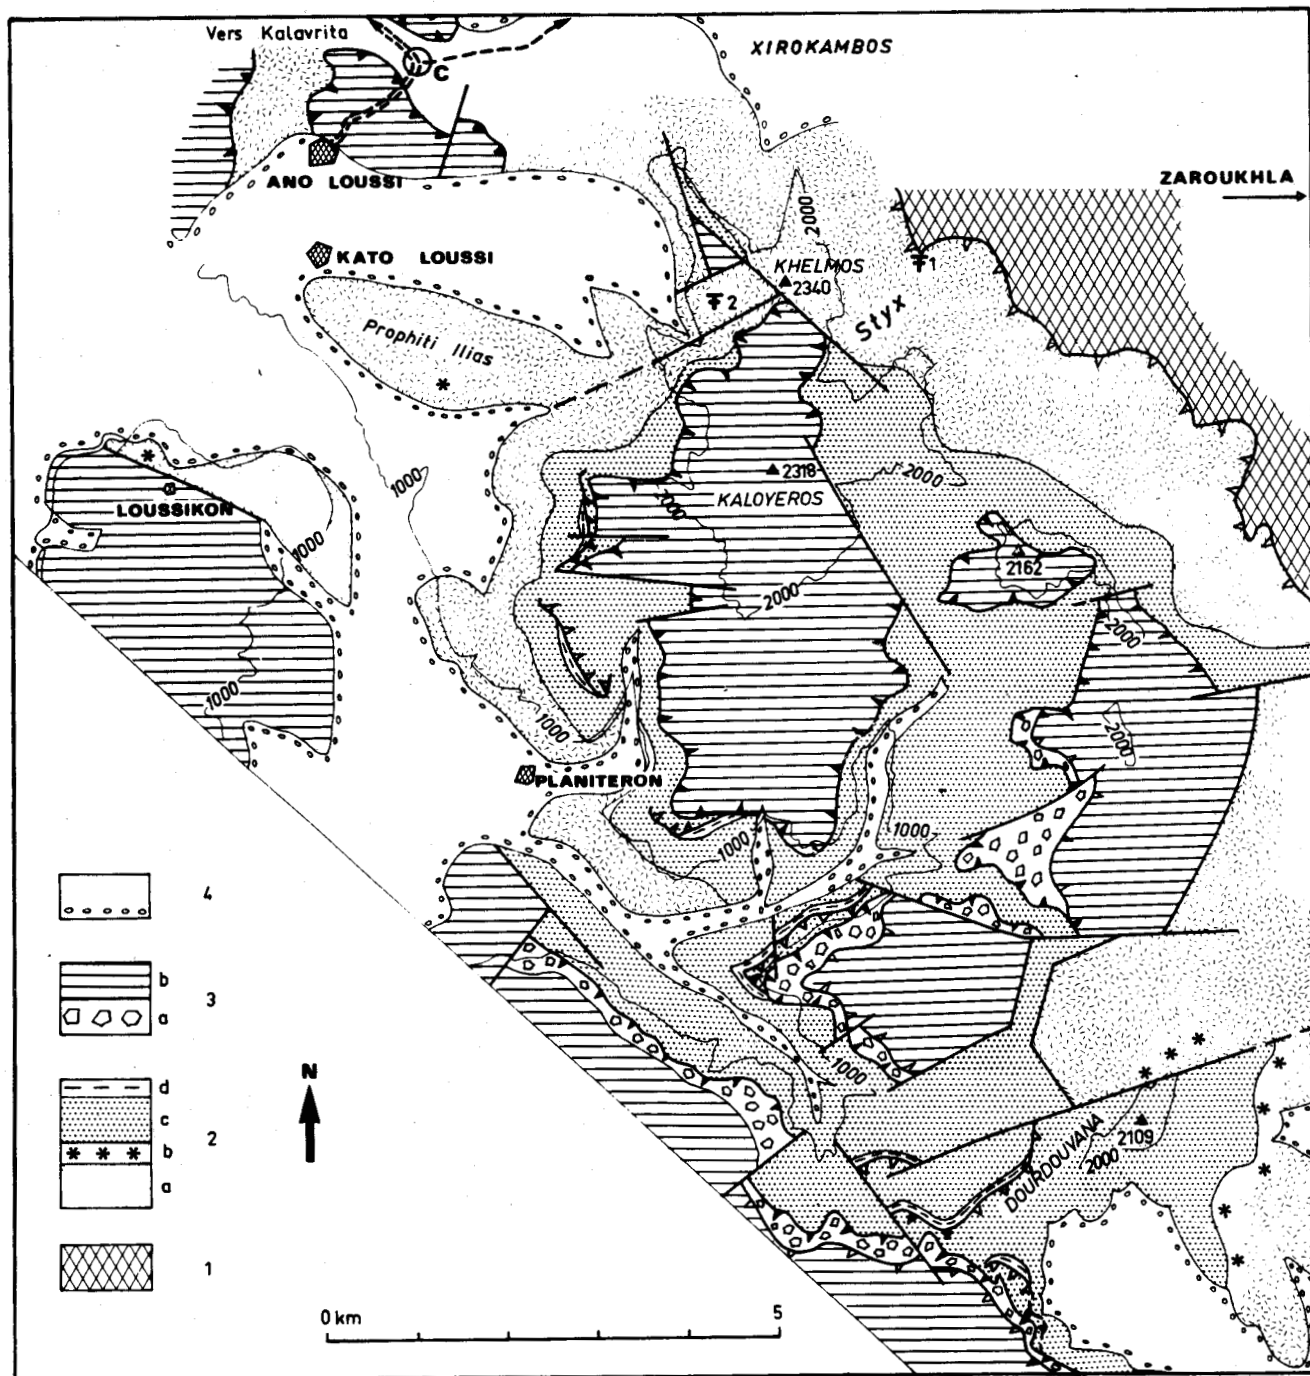 Vers Kalavrita
XIROKAMBOS
C
ANO LOUSSI
ZAROUKHLA
2000
KATO LOUSSI
KHELMOS
1
2340
2
Styx
Prophiti Ilias
2000
1000
2318
KALOYEROS
2000
LOUSSIKON
1000
2162
2000
2000
1000
1000
2000
PLANITERON
1000
1000
4
b
3
a
1000
N
d
c
2
b
a
DOURDOUVANA
2109
2000
1
0 km
5